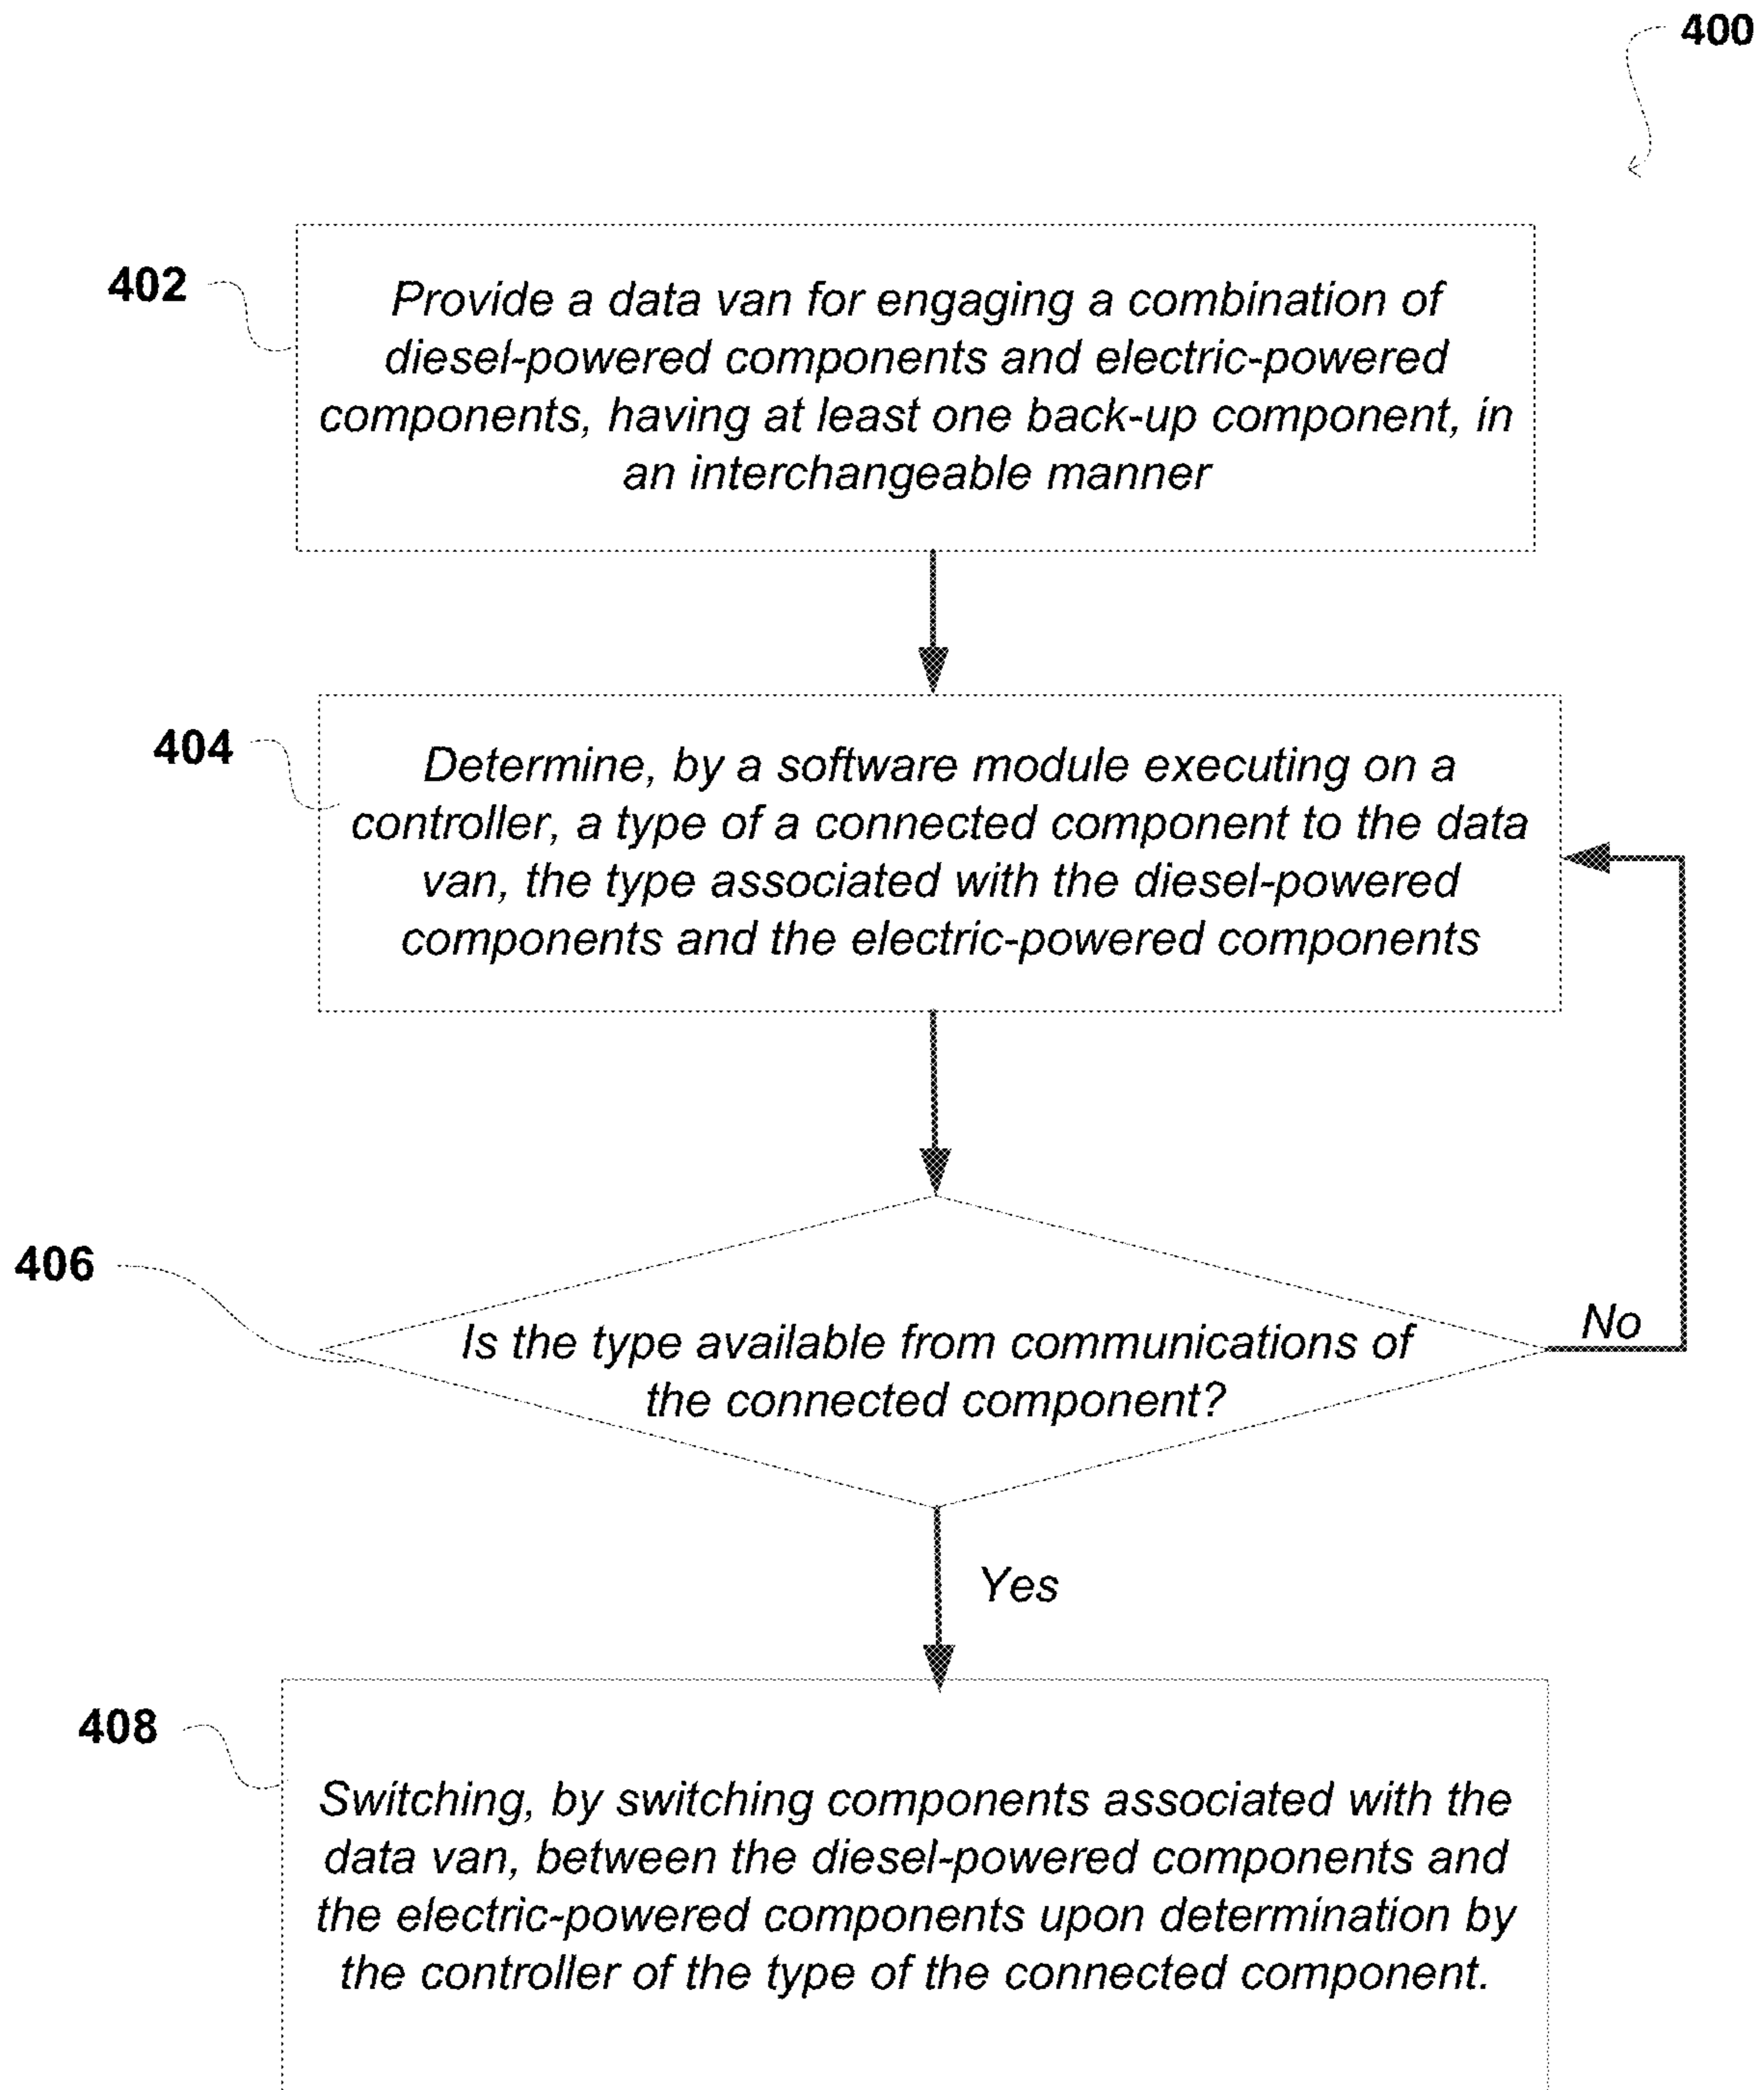 400
402
Provide a data van for engaging a combination of
diesel-powered components and electric-powered
components, having at least one back-up component, in
an interchangeable manner
404
Determine, by a software module executing on a
controller, a type of a connected component to the data
van, the type associated with the diesel-powered
components and the electric-powered components
406
Is the type available from communications of
the connected component?
No
Yes
408
Switching, by switching components associated with the
data van, between the diesel-powered components and
the electric-powered components upon determination by
the controller of the type of the connected component.